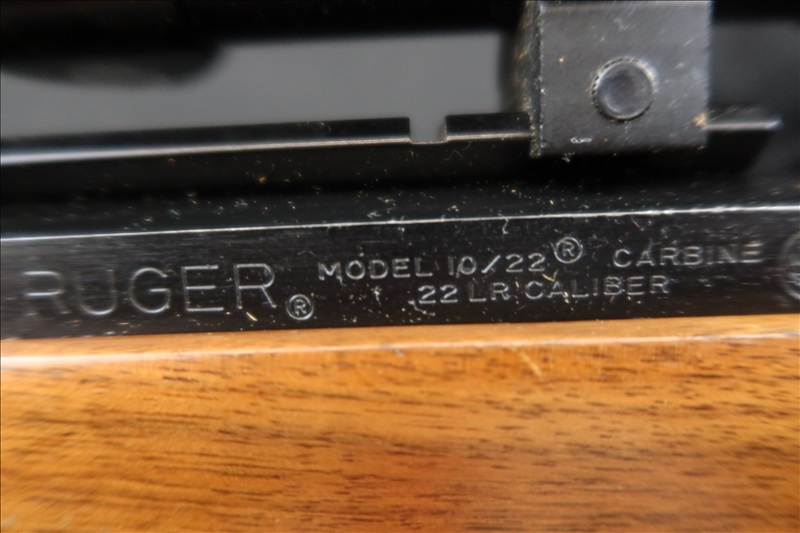 RUGER® MODEL 10/22® CARBINE
.22 LR CALIBER